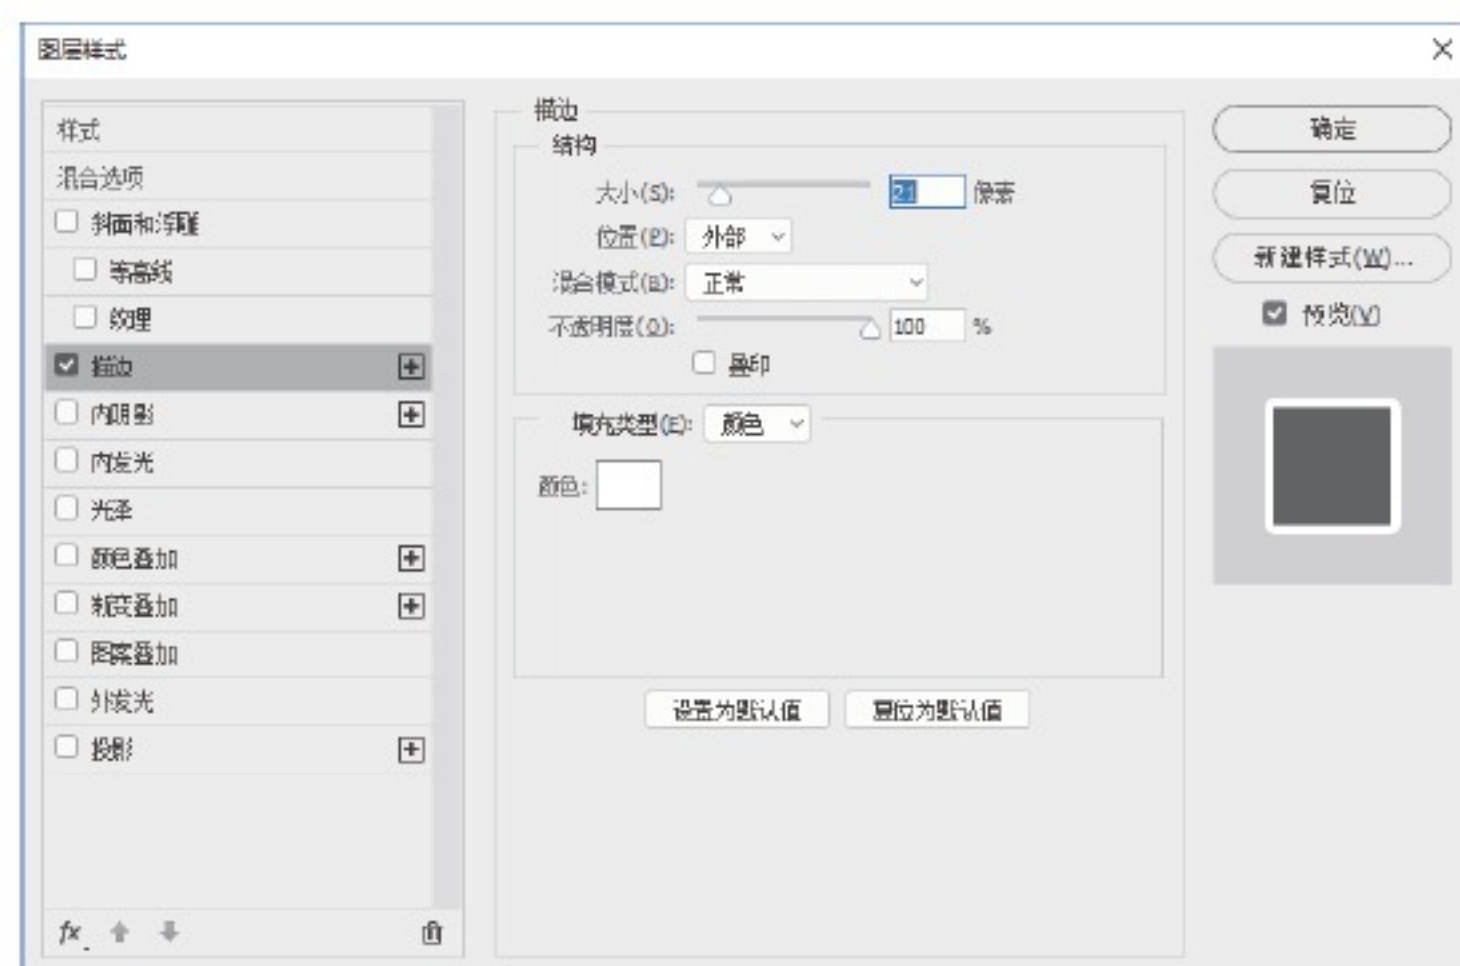 图层样式
样式
混合选项
斜面和浮雕
等高线
纹理
描边
内阴影
内发光
光泽
颜色叠加
渐变叠加
图案叠加
外发光
投影
fx
描边
结构
大小(S): 21 像素
位置(P): 外部
混合模式(B): 正常
不透明度(O): 100 %
叠印
填充类型(F): 颜色
颜色:
设置为默认值 复位为默认值
确定
复位
新建样式(W)...
预览(V)